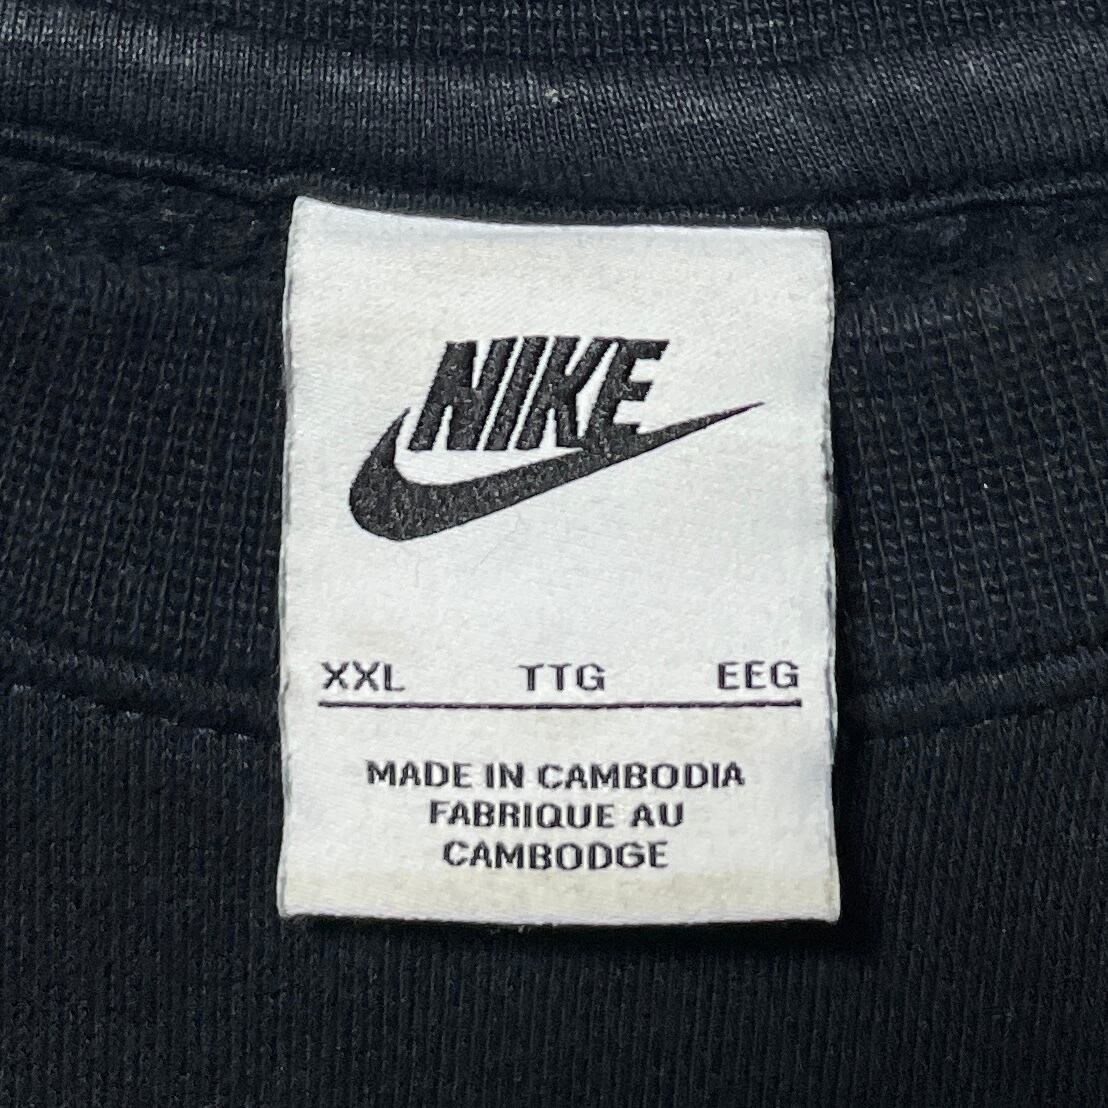 NIKE
XXL TTG EEG
MADE IN CAMBODIA
FABRIQUE AU
CAMBODGE